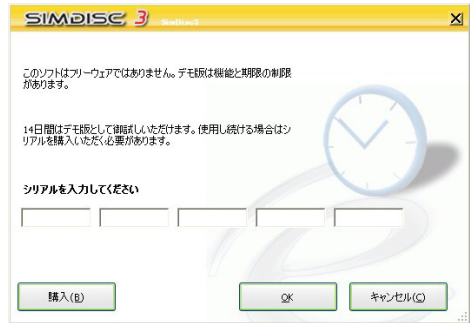 SIMDISC 3 SimDisc3
このソフトはフリーウェアではありません。デモ版は機能と期限の制限
があります。
14日間はデモ版として御試しいただけます。使用し続ける場合はシ
リアルを購入いただく必要があります。
シリアルを入力してください
購入(B) OK キャンセル(C)